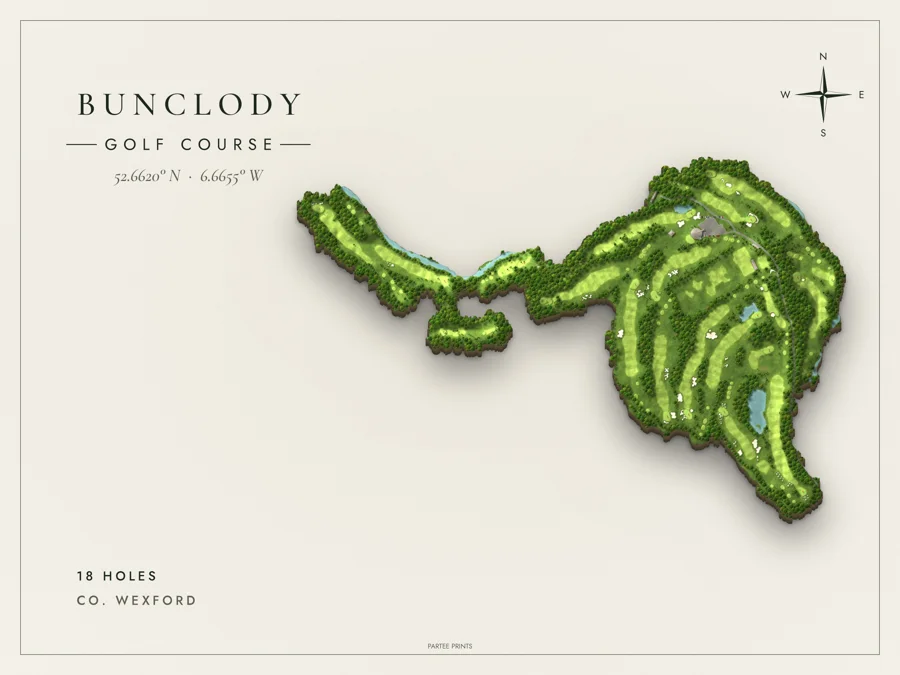 BUNCLODY
GOLF COURSE
52.6620° N · 6.6655° W
N
W E
S
18 HOLES
CO. WEXFORD
PARTEE PRINTS